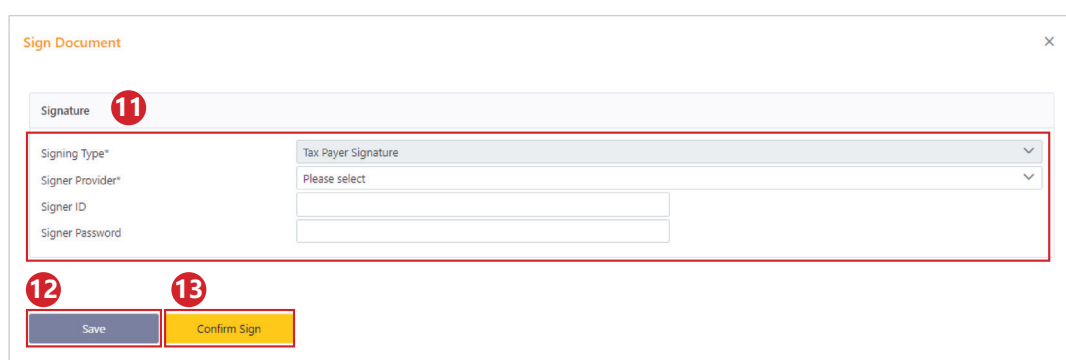 Sign Document ×
Signature 11
Signing Type* Tax Payer Signature
Signer Provider* Please select
Signer ID
Signer Password
12 13
Save Confirm Sign